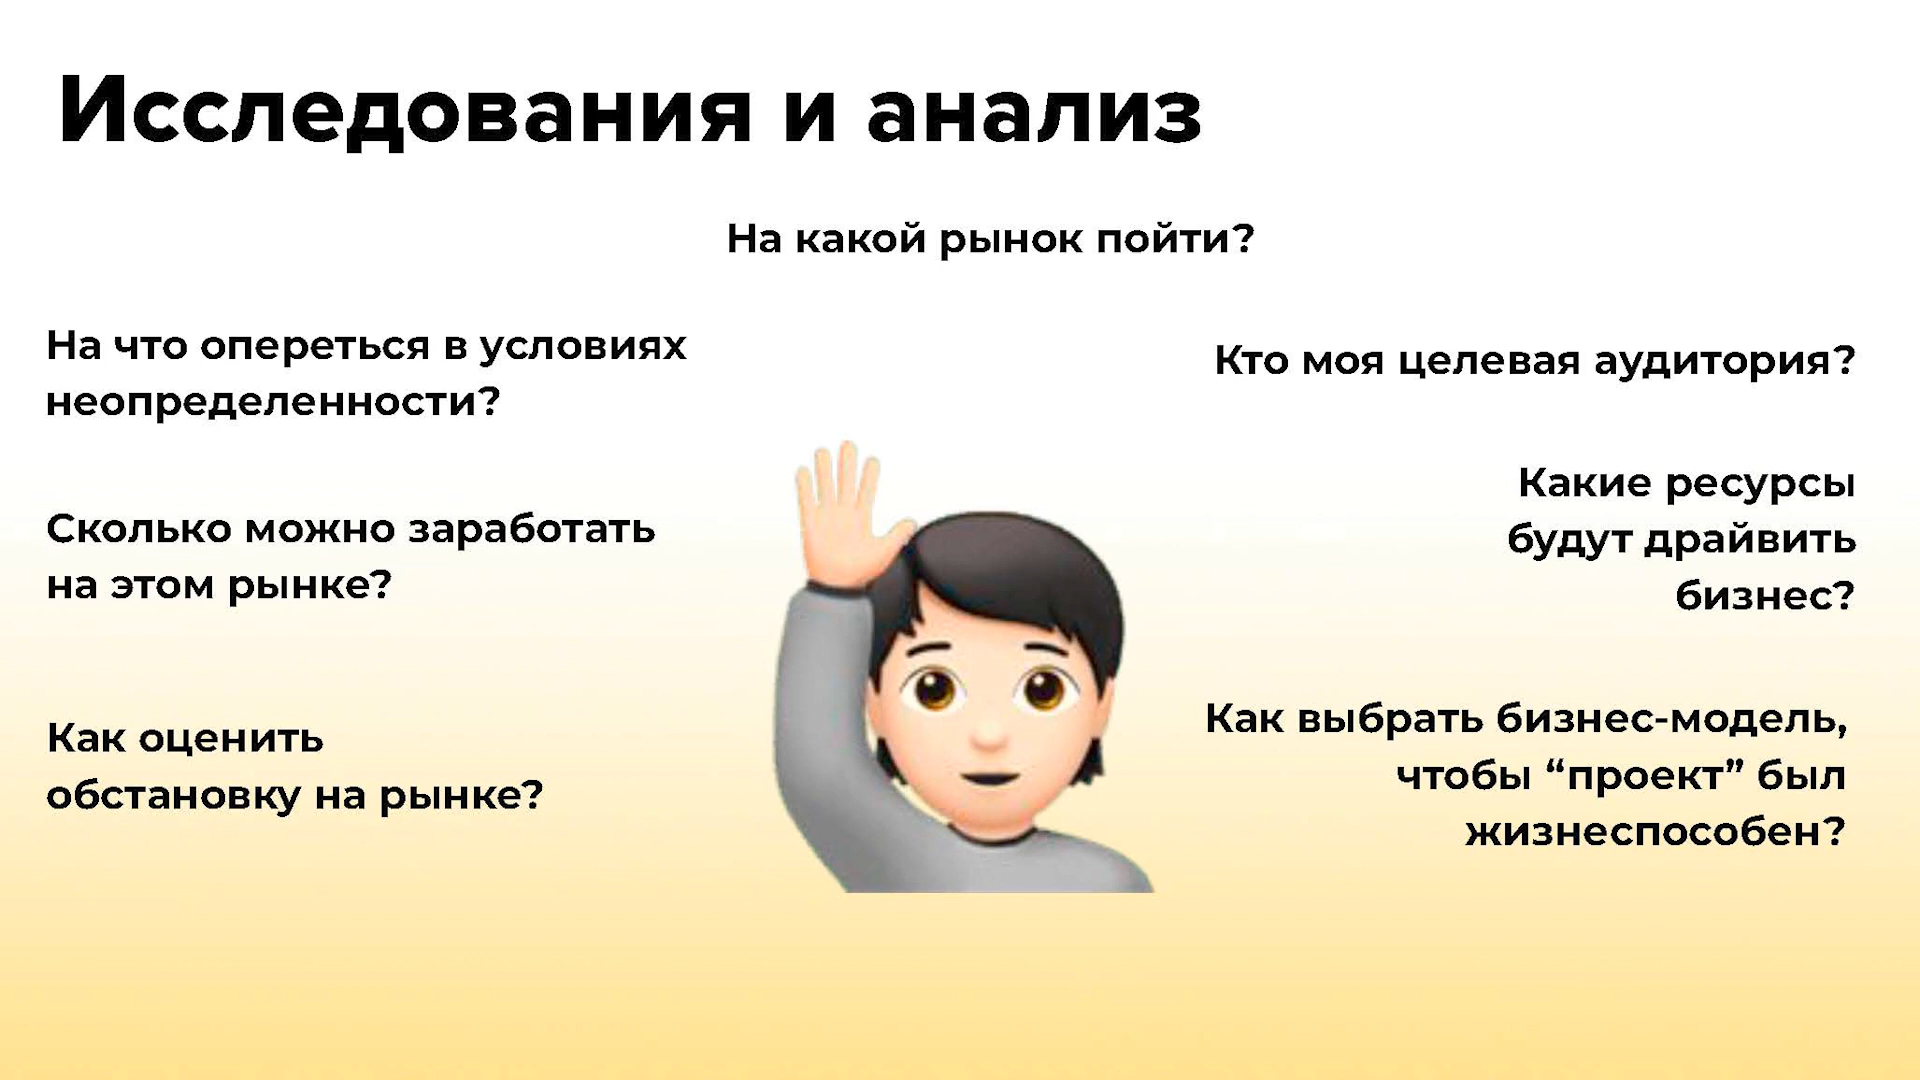 Исследования и анализ
На какой рынок пойти?
На что опереться в условиях
неопределенности?
Кто моя целевая аудитория?
Сколько можно заработать
на этом рынке?
Какие ресурсы
будут драйвить
бизнес?
Как оценить
обстановку на рынке?
Как выбрать бизнес-модель,
чтобы “проект” был
жизнеспособен?